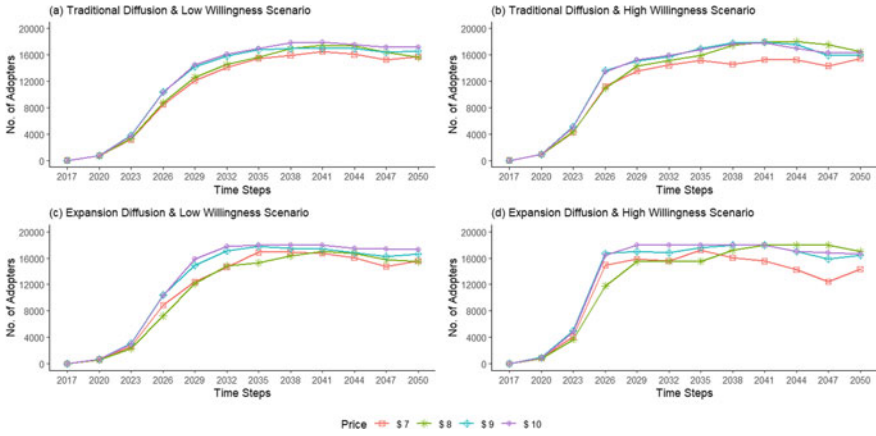 (a) Traditional Diffusion & Low Willingness Scenario
No. of Adopters
20000
16000
12000
8000
4000
0
2017 2020 2023 2026 2029 2032 2035 2038 2041 2044 2047 2050
Time Steps
(b) Traditional Diffusion & High Willingness Scenario
No. of Adopters
20000
16000
12000
8000
4000
0
2017 2020 2023 2026 2029 2032 2035 2038 2041 2044 2047 2050
Time Steps
(c) Expansion Diffusion & Low Willingness Scenario
No. of Adopters
20000
16000
12000
8000
4000
0
2017 2020 2023 2026 2029 2032 2035 2038 2041 2044 2047 2050
Time Steps
(d) Expansion Diffusion & High Willingness Scenario
No. of Adopters
20000
16000
12000
8000
4000
0
2017 2020 2023 2026 2029 2032 2035 2038 2041 2044 2047 2050
Time Steps
Price $ 7 $ 8 $ 9 $ 10